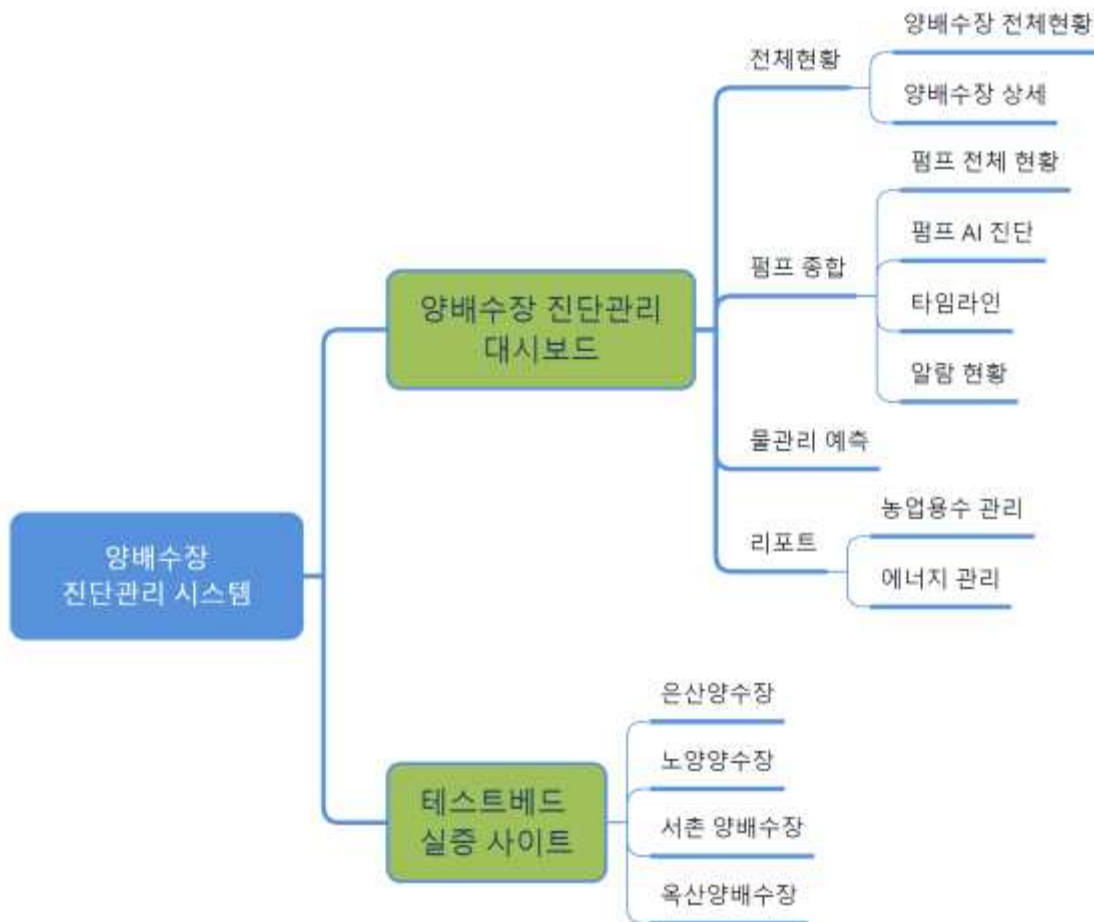 양배수장
진단관리 시스템
양배수장 진단관리
대시보드
전체현황
양배수장 전체현황
양배수장 상세
펌프 종합
펌프 전체 현황
펌프 AI 진단
타임라인
알람 현황
물관리 예측
리포트
농업용수 관리
에너지 관리
테스트베드
실증 사이트
은산양수장
노양양수장
서촌 양배수장
옥산양배수장